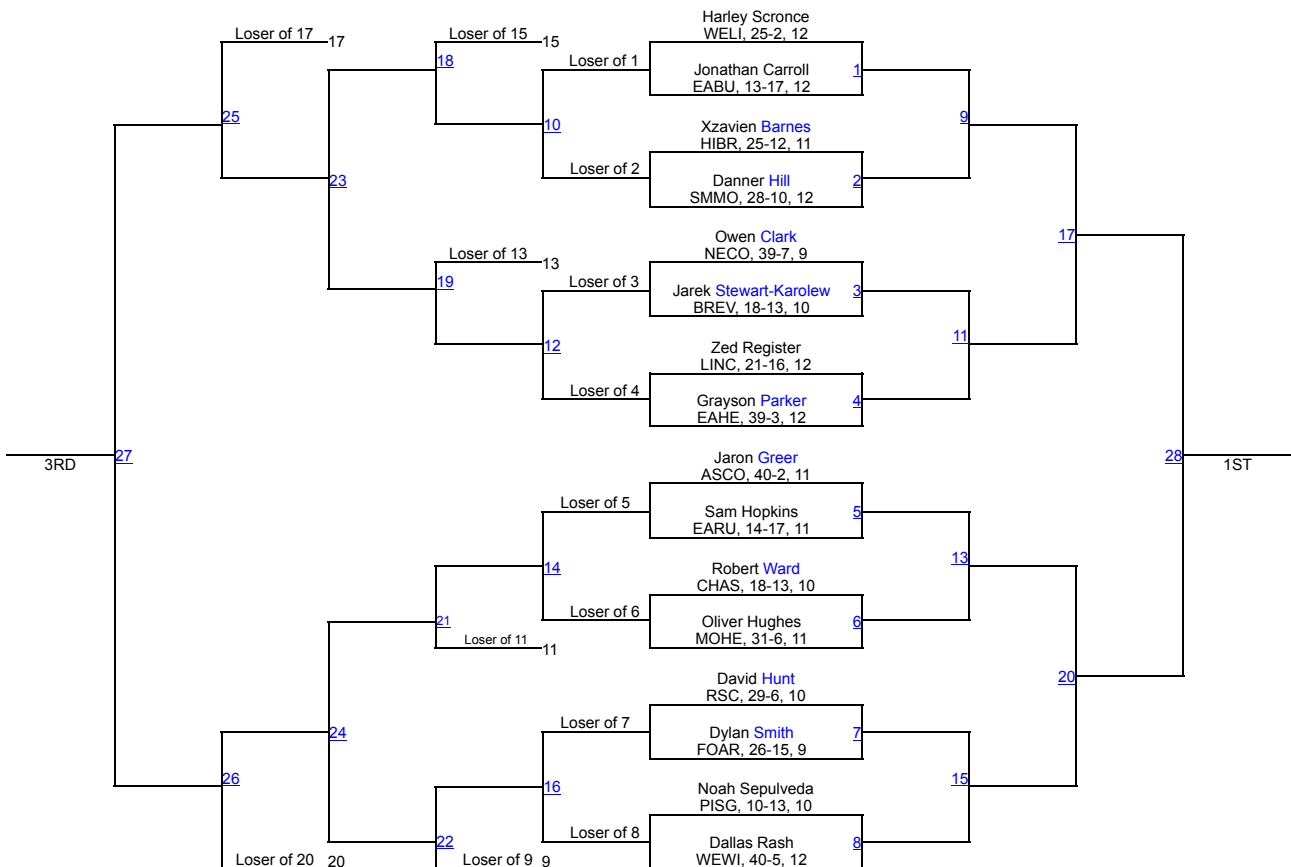 Harley Scronce
WELI, 25-2, 12
Loser of 17 17
Loser of 15 15
18
Loser of 1
Jonathan Carroll 1
EABU, 13-17, 12
25
10
9
Xzavien Barnes
HIBR, 25-12, 11
Loser of 2
23
Danner Hill 2
SMMO, 28-10, 12
Owen Clark
NECO, 39-7, 9
17
Loser of 13 13
19
Loser of 3
Jarek Stewart-Karolew 3
BREV, 18-13, 10
12
11
Zed Register
LINC, 21-16, 12
Loser of 4
Grayson Parker 4
EAHE, 39-3, 12
3RD
27
Jaron Greer
ASCO, 40-2, 11
28
1ST
Loser of 5
Sam Hopkins 5
EARU, 14-17, 11
14
13
Robert Ward
CHAS, 18-13, 10
Loser of 6
21
Oliver Hughes 6
MOHE, 31-6, 11
Loser of 11 11
David Hunt
RSC, 29-6, 10
20
Loser of 7
24
Dylan Smith 7
FOAR, 26-15, 9
26
16
15
Noah Sepulveda
PISG, 10-13, 10
Loser of 8
22
Dallas Rash 8
WEWI, 40-5, 12
Loser of 20 20
Loser of 9 9